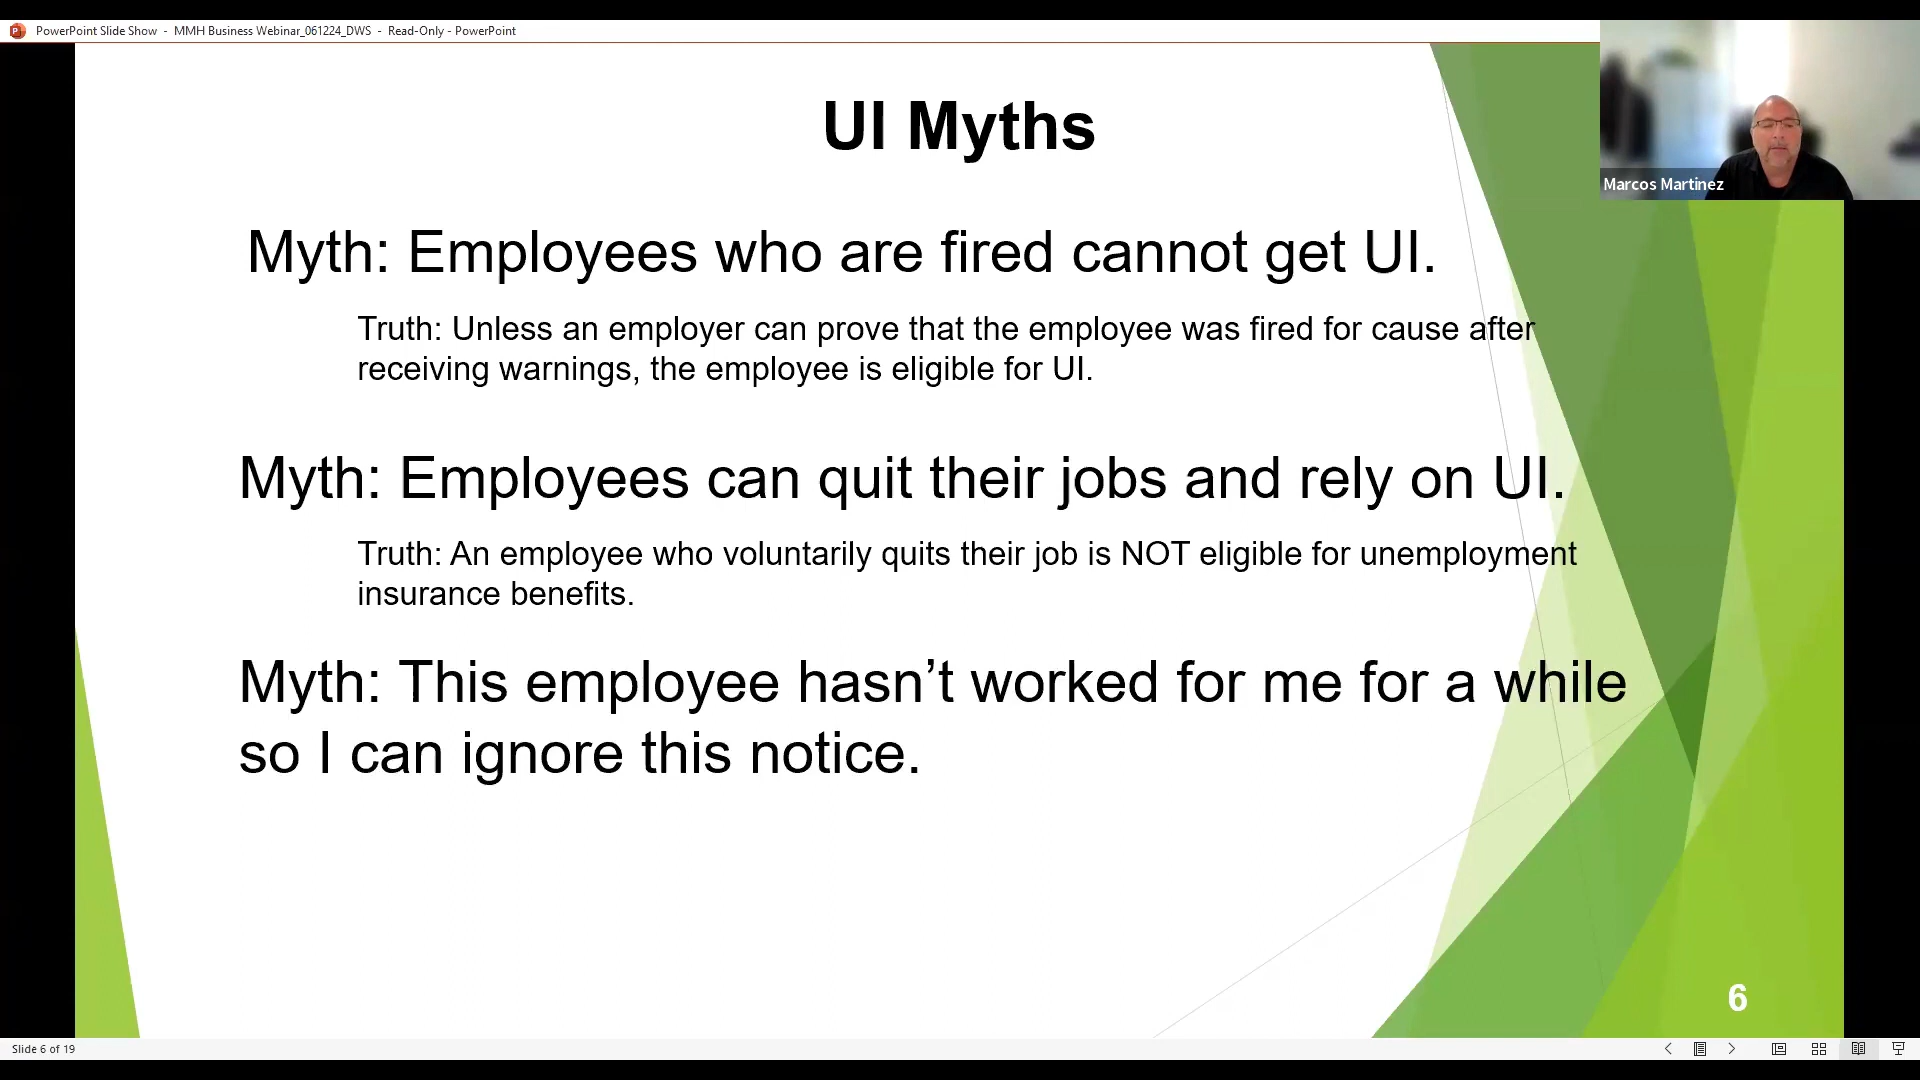 PowerPoint Slide Show - MMH Business Webinar_061224_DWS - Read-Only - PowerPoint
UI Myths
Marcos Martinez
Myth: Employees who are fired cannot get UI.
Truth: Unless an employer can prove that the employee was fired for cause after
receiving warnings, the employee is eligible for UI.
Myth: Employees can quit their jobs and rely on UI.
Truth: An employee who voluntarily quits their job is NOT eligible for unemployment
insurance benefits.
Myth: This employee hasn’t worked for me for a while
so I can ignore this notice.
6
Slide 6 of 19